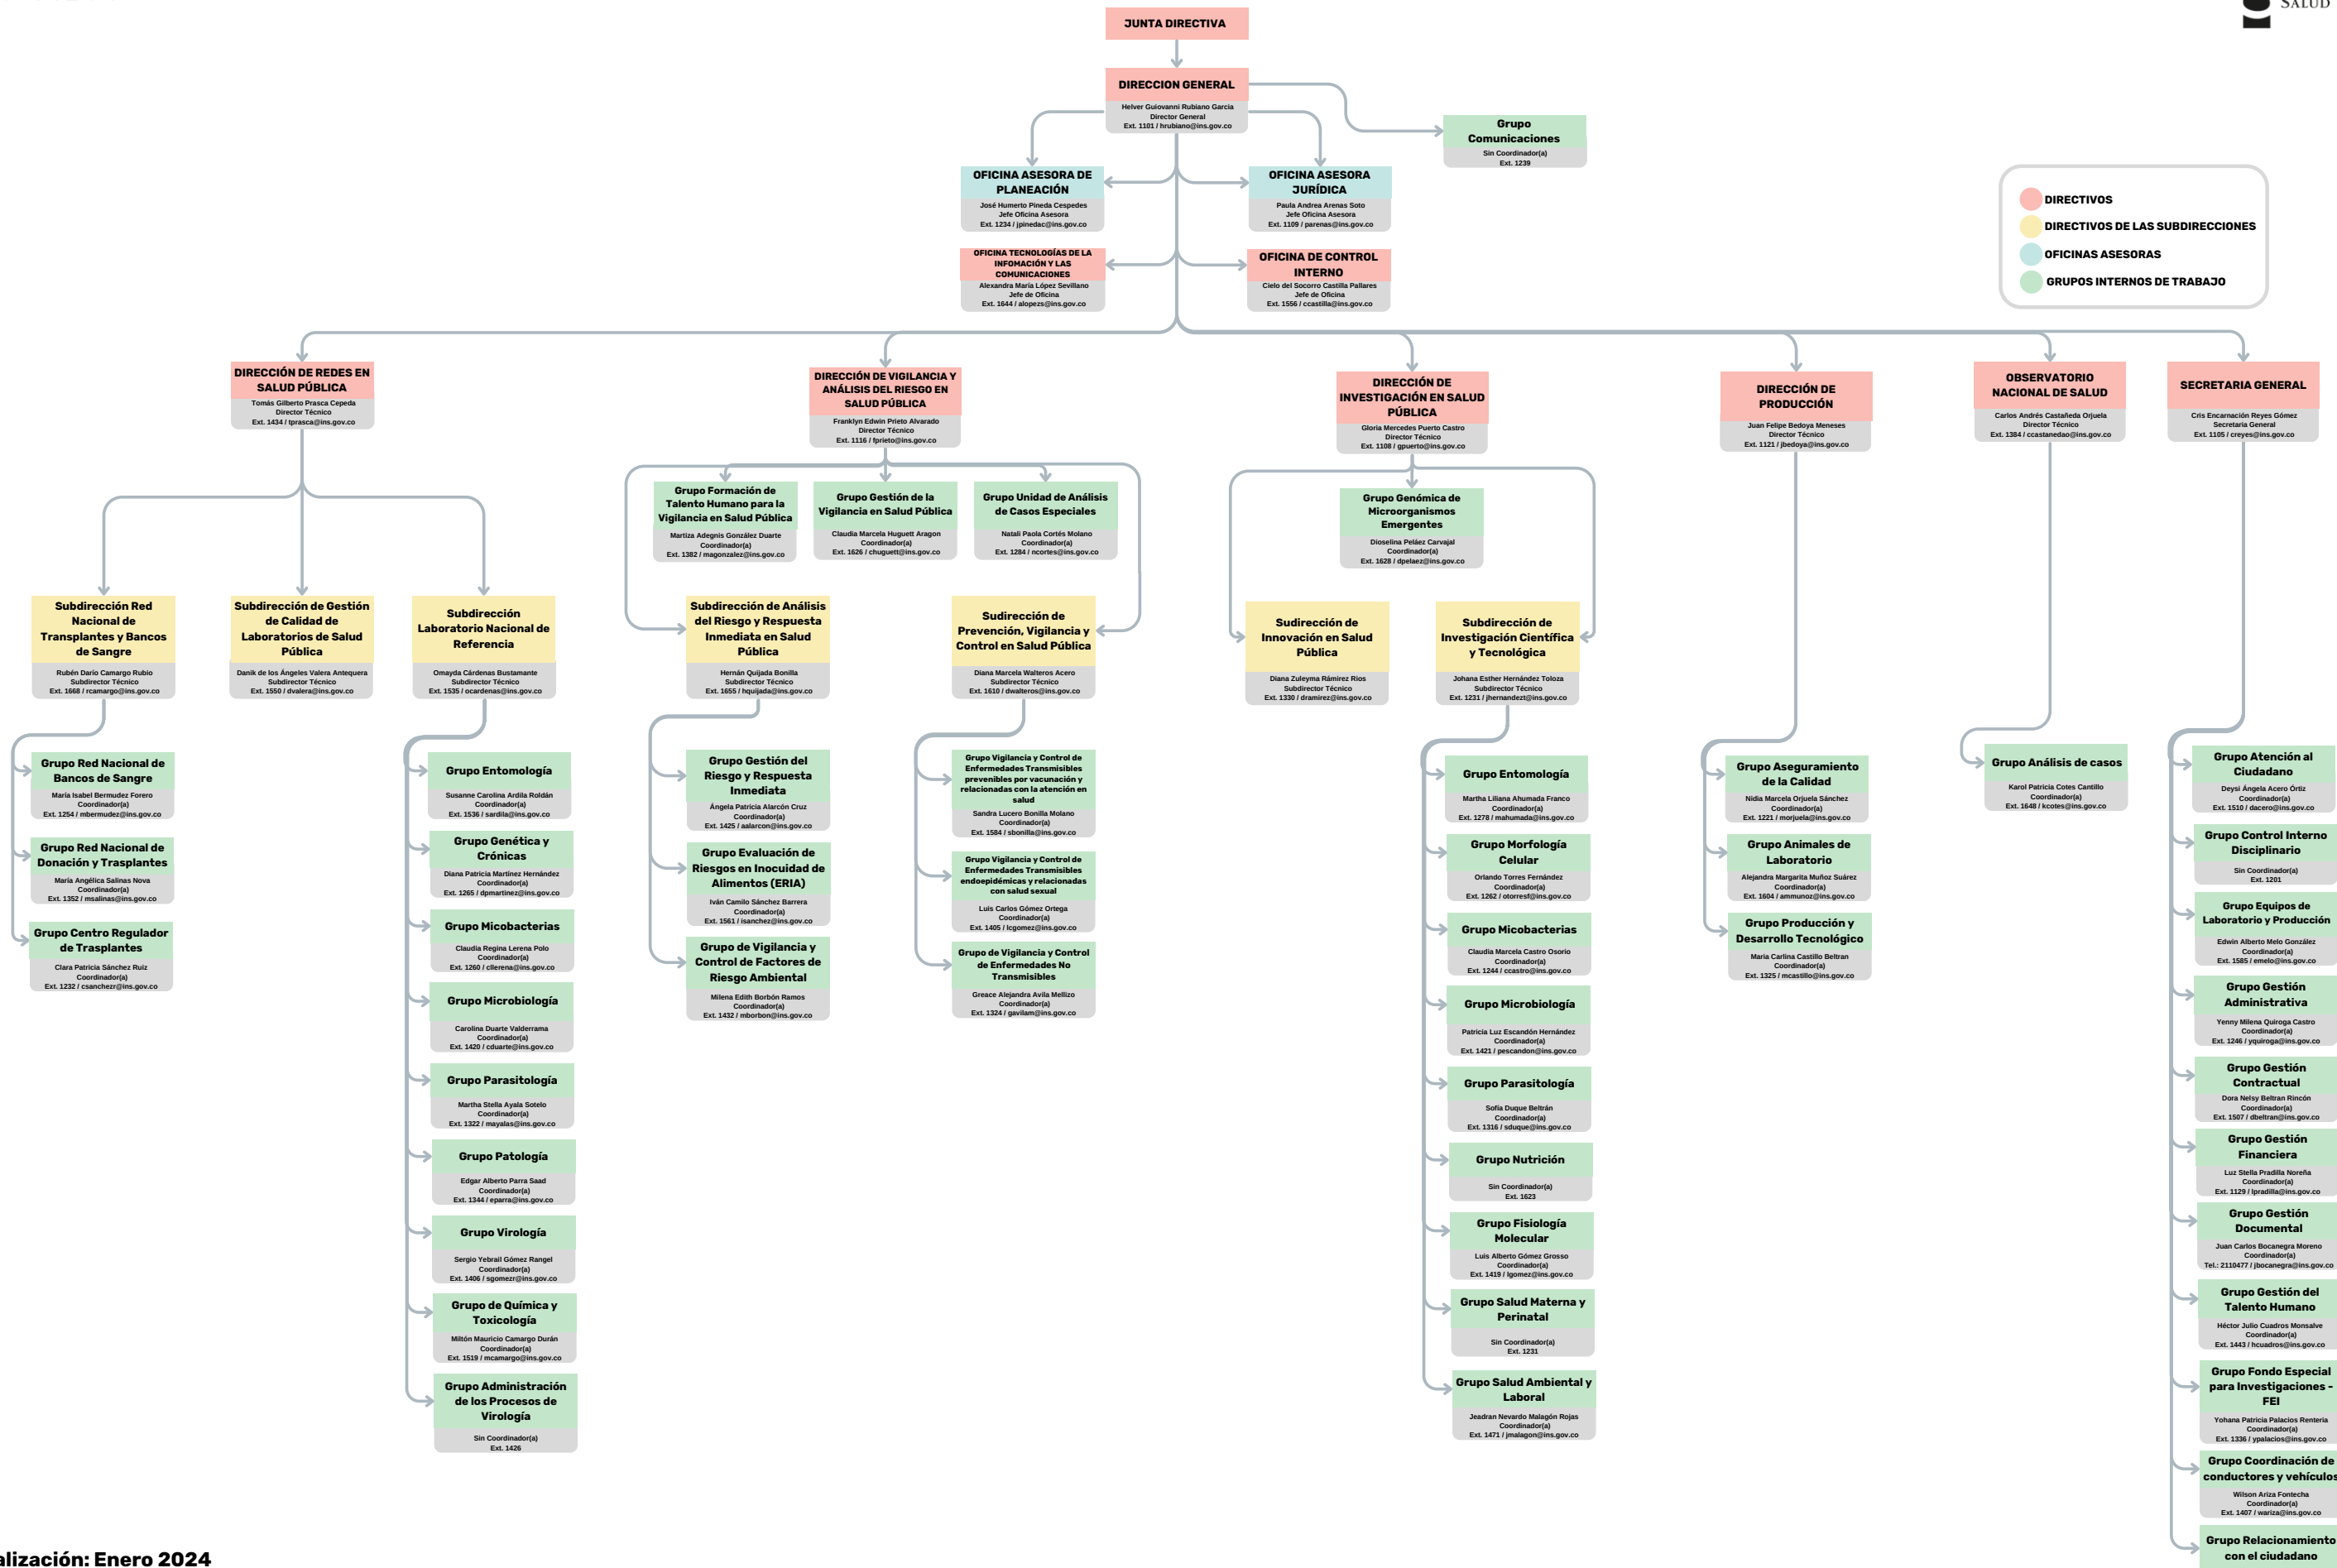 SALUD
JUNTA DIRECTIVA
DIRECCION GENERAL
Helver Guiovanni Rubiano Garcia
Director General
Ext. 1101 / hrubiano@ins.gov.co
Grupo
Comunicaciones
Sin Coordinador(a)
Ext. 1239
OFICINA ASESORA DE
PLANEACIÓN
José Humerto Pineda Cespedes
Jefe Oficina Asesora
Ext. 1234 / jpinedac@ins.gov.co
OFICINA ASESORA
JURÍDICA
Paula Andrea Arenas Soto
Jefe Oficina Asesora
Ext. 1109 / parenas@ins.gov.co
OFICINA TECNOLOGÍAS DE LA
INFOMACIÓN Y LAS
COMUNICACIONES
Alexandra María López Sevillano
Jefe de Oficina
Ext. 1644 / alopezs@ins.gov.co
OFICINA DE CONTROL
INTERNO
Cielo del Socorro Castilla Pallares
Jefe de Oficina
Ext. 1556 / ccastilla@ins.gov.co
DIRECTIVOS
DIRECTIVOS DE LAS SUBDIRECCIONES
OFICINAS ASESORAS
GRUPOS INTERNOS DE TRABAJO
DIRECCIÓN DE REDES EN
SALUD PÚBLICA
Tomás Gilberto Prasca Cepeda
Director Técnico
Ext. 1434 / tprasca@ins.gov.co
DIRECCIÓN DE VIGILANCIA Y
ANÁLISIS DEL RIESGO EN
SALUD PÚBLICA
Franklyn Edwin Prieto Alvarado
Director Técnico
Ext. 1116 / fprieto@ins.gov.co
DIRECCIÓN DE
INVESTIGACIÓN EN SALUD
PÚBLICA
Gloria Mercedes Puerto Castro
Director Técnico
Ext. 1108 / gpuerto@ins.gov.co
DIRECCIÓN DE
PRODUCCIÓN
Juan Felipe Bedoya Meneses
Director Técnico
Ext. 1121 / jbedoya@ins.gov.co
OBSERVATORIO
NACIONAL DE SALUD
Carlos Andrés Castañeda Orjuela
Director Técnico
Ext. 1384 / ccastanedao@ins.gov.co
SECRETARIA GENERAL
Cris Encarnación Reyes Gómez
Secretaria General
Ext. 1105 / creyes@ins.gov.co
Grupo Formación de
Talento Humano para la
Vigilancia en Salud Pública
Martiza Adegnis González Duarte
Coordinador(a)
Ext. 1382 / magonzalez@ins.gov.co
Grupo Gestión de la
Vigilancia en Salud Pública
Claudia Marcela Huguett Aragon
Coordinador(a)
Ext. 1626 / chuguett@ins.gov.co
Grupo Unidad de Análisis
de Casos Especiales
Natali Paola Cortés Molano
Coordinador(a)
Ext. 1284 / ncortes@ins.gov.co
Grupo Genómica de
Microorganismos
Emergentes
Dioselina Peláez Carvajal
Coordinador(a)
Ext. 1628 / dpelaez@ins.gov.co
Subdirección Red
Nacional de
Transplantes y Bancos
de Sangre
Rubén Darío Camargo Rubio
Subdirector Técnico
Ext. 1668 / rcamargo@ins.gov.co
Subdirección de Gestión
de Calidad de
Laboratorios de Salud
Pública
Danik de los Ángeles Valera Antequera
Subdirector Técnico
Ext. 1550 / dvalera@ins.gov.co
Subdirección
Laboratorio Nacional de
Referencia
Omayda Cárdenas Bustamante
Subdirector Técnico
Ext. 1535 / ocardenas@ins.gov.co
Subdirección de Análisis
del Riesgo y Respuesta
Inmediata en Salud
Pública
Hernán Quijada Bonilla
Subdirector Técnico
Ext. 1655 / hquijada@ins.gov.co
Sudirección de
Prevención, Vigilancia y
Control en Salud Pública
Diana Marcela Walteros Acero
Subdirector Técnico
Ext. 1610 / dwalteros@ins.gov.co
Sudirección de
Innovación en Salud
Pública
Diana Zuleyma Rámirez Rios
Subdirector Técnico
Ext. 1330 / dramirez@ins.gov.co
Subdirección de
Investigación Científica
y Tecnológica
Johana Esther Hernández Toloza
Subdirector Técnico
Ext. 1231 / jhernandezt@ins.gov.co
Grupo Red Nacional de
Bancos de Sangre
María Isabel Bermudez Forero
Coordinador(a)
Ext. 1254 / mbermudez@ins.gov.co
Grupo Red Nacional de
Donación y Trasplantes
María Angélica Salinas Nova
Coordinador(a)
Ext. 1352 / msalinas@ins.gov.co
Grupo Centro Regulador
de Trasplantes
Clara Patricia Sánchez Ruiz
Coordinador(a)
Ext. 1232 / csanchezr@ins.gov.co
Grupo Entomología
Susanne Carolina Ardila Roldán
Coordinador(a)
Ext. 1536 / sardila@ins.gov.co
Grupo Genética y
Crónicas
Diana Patricia Martínez Hernández
Coordinador(a)
Ext. 1265 / dpmartinez@ins.gov.co
Grupo Micobacterias
Claudia Regina Lerena Polo
Coordinador(a)
Ext. 1260 / cllerena@ins.gov.co
Grupo Microbiología
Carolina Duarte Valderrama
Coordinador(a)
Ext. 1420 / cduarte@ins.gov.co
Grupo Parasitología
Martha Stella Ayala Sotelo
Coordinador(a)
Ext. 1322 / mayalas@ins.gov.co
Grupo Patología
Edgar Alberto Parra Saad
Coordinador(a)
Ext. 1344 / eparra@ins.gov.co
Grupo Virología
Sergio Yebrail Gómez Rangel
Coordinador(a)
Ext. 1406 / sgomezr@ins.gov.co
Grupo de Química y
Toxicología
Miltón Mauricio Camargo Durán
Coordinador(a)
Ext. 1519 / mcamargo@ins.gov.co
Grupo Administración
de los Procesos de
Virología
Sin Coordinador(a)
Ext. 1426
Grupo Gestión del
Riesgo y Respuesta
Inmediata
Ángela Patricia Alarcón Cruz
Coordinador(a)
Ext. 1425 / aalarcon@ins.gov.co
Grupo Evaluación de
Riesgos en Inocuidad de
Alimentos (ERIA)
Iván Camilo Sánchez Barrera
Coordinador(a)
Ext. 1561 / isanchez@ins.gov.co
Grupo de Vigilancia y
Control de Factores de
Riesgo Ambiental
Milena Edith Borbón Ramos
Coordinador(a)
Ext. 1432 / mborbon@ins.gov.co
Grupo Vigilancia y Control de
Enfermedades Transmisibles
prevenibles por vacunación y
relacionadas con la atención en
salud
Sandra Lucero Bonilla Molano
Coordinador(a)
Ext. 1584 / sbonilla@ins.gov.co
Grupo Vigilancia y Control de
Enfermedades Transmisibles
endoepidémicas y relacionadas
con salud sexual
Luis Carlos Gómez Ortega
Coordinador(a)
Ext. 1405 / lcgomez@ins.gov.co
Grupo de Vigilancia y Control
de Enfermedades No
Transmisibles
Greace Alejandra Avila Mellizo
Coordinador(a)
Ext. 1324 / gavilam@ins.gov.co
Grupo Entomología
Martha Liliana Ahumada Franco
Coordinador(a)
Ext. 1278 / mahumada@ins.gov.co
Grupo Morfología
Celular
Orlando Torres Fernández
Coordinador(a)
Ext. 1262 / otorresf@ins.gov.co
Grupo Micobacterias
Claudia Marcela Castro Osorio
Coordinador(a)
Ext. 1244 / ccastro@ins.gov.co
Grupo Microbiología
Patricia Luz Escandón Hernández
Coordinador(a)
Ext. 1421 / pescandon@ins.gov.co
Grupo Parasitología
Sofía Duque Beltrán
Coordinador(a)
Ext. 1316 / sduque@ins.gov.co
Grupo Nutrición
Sin Coordinador(a)
Ext. 1623
Grupo Fisiología
Molecular
Luis Alberto Gómez Grosso
Coordinador(a)
Ext. 1419 / lgomez@ins.gov.co
Grupo Salud Materna y
Perinatal
Sin Coordinador(a)
Ext. 1231
Grupo Salud Ambiental y
Laboral
Jeadran Nevardo Malagón Rojas
Coordinador(a)
Ext. 1471 / jmalagon@ins.gov.co
Grupo Aseguramiento
de la Calidad
Nidia Marcela Orjuela Sánchez
Coordinador(a)
Ext. 1221 / morjuela@ins.gov.co
Grupo Animales de
Laboratorio
Alejandra Margarita Muñoz Suárez
Coordinador(a)
Ext. 1604 / ammunoz@ins.gov.co
Grupo Producción y
Desarrollo Tecnológico
María Carlina Castillo Beltran
Coordinador(a)
Ext. 1325 / mcastillo@ins.gov.co
Grupo Análisis de casos
Karol Patricia Cotes Cantillo
Coordinador(a)
Ext. 1648 / kcotes@ins.gov.co
Grupo Atención al
Ciudadano
Deysi Ángela Acero Órtiz
Coordinador(a)
Ext. 1510 / dacero@ins.gov.co
Grupo Control Interno
Disciplinario
Sin Coordinador(a)
Ext. 1201
Grupo Equipos de
Laboratorio y Producción
Edwin Alberto Melo González
Coordinador(a)
Ext. 1585 / emelo@ins.gov.co
Grupo Gestión
Administrativa
Yenny Milena Quiroga Castro
Coordinador(a)
Ext. 1246 / yquiroga@ins.gov.co
Grupo Gestión
Contractual
Dora Nelsy Beltran Rincón
Coordinador(a)
Ext. 1507 / dbeltran@ins.gov.co
Grupo Gestión
Financiera
Luz Stella Pradilla Noreña
Coordinador(a)
Ext. 1129 / lpradilla@ins.gov.co
Grupo Gestión
Documental
Juan Carlos Bocanegra Moreno
Coordinador(a)
Tel.: 2110477 / jbocanegra@ins.gov.co
Grupo Gestión del
Talento Humano
Héctor Julio Cuadros Monsalve
Coordinador(a)
Ext. 1443 / hcuadros@ins.gov.co
Grupo Fondo Especial
para Investigaciones -
FEI
Yohana Patricia Palacios Renteria
Coordinador(a)
Ext. 1336 / ypalacios@ins.gov.co
Grupo Coordinación de
conductores y vehículos
Wilson Ariza Fontecha
Coordinador(a)
Ext. 1407 / wariza@ins.gov.co
Grupo Relacionamiento
con el ciudadano
alización: Enero 2024